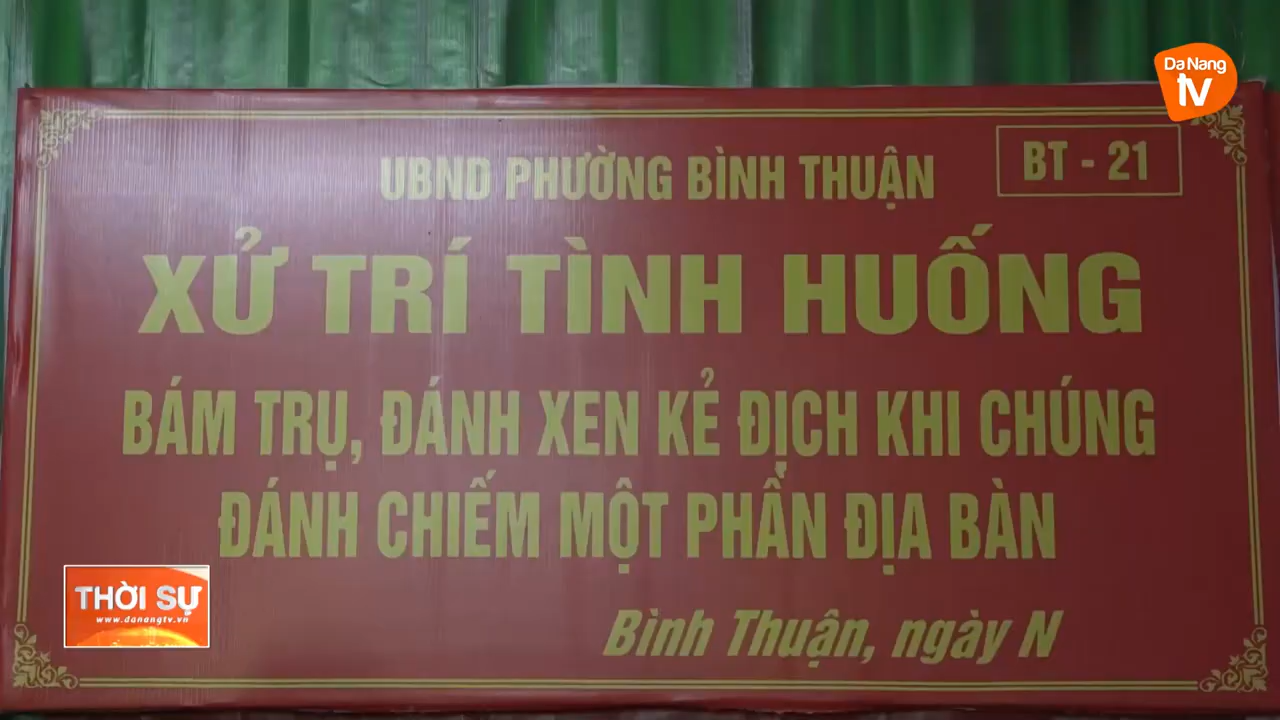 Da Nang
tv
UBND PHƯỜNG BÌNH THUẬN
BT - 21
XỬ TRÍ TÌNH HUỐNG
BÁM TRỤ, ĐÁNH XEN KẺ ĐỊCH KHI CHÚNG
ĐÁNH CHIẾM MỘT PHẦN ĐỊA BÀN
THỜI SỰ
www.danangtv.vn
Bình Thuận, ngày N